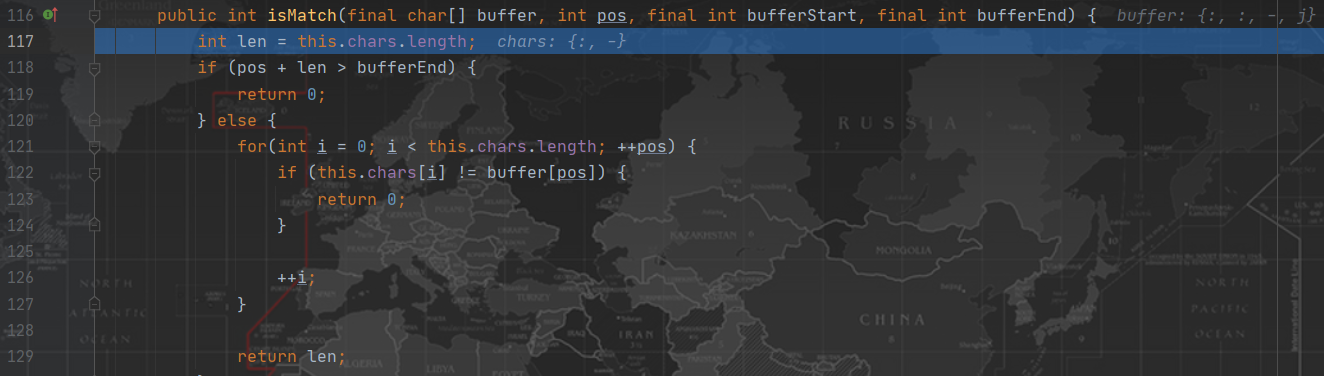 116 public int isMatch(final char[] buffer, int pos, final int bufferStart, final int bufferEnd) { buffer: {:, :, -, j}
117 int len = this.chars.length; chars: {:, -}
118 if (pos + len > bufferEnd) {
119 return 0;
120 } else {
121 for(int i = 0; i < this.chars.length; ++pos) {
122 if (this.chars[i] != buffer[pos]) {
123 return 0;
124 }
125
126 ++i;
127 }
128
129 return len;
RUSSIA
KAZAKHSTAN
MONGOLIA
CHINA
IRAN
TURKEY
ALGERIA
LIBYA
NORTH
ATLANTIC
OCEAN
NORTH
PACIFIC
OCEAN